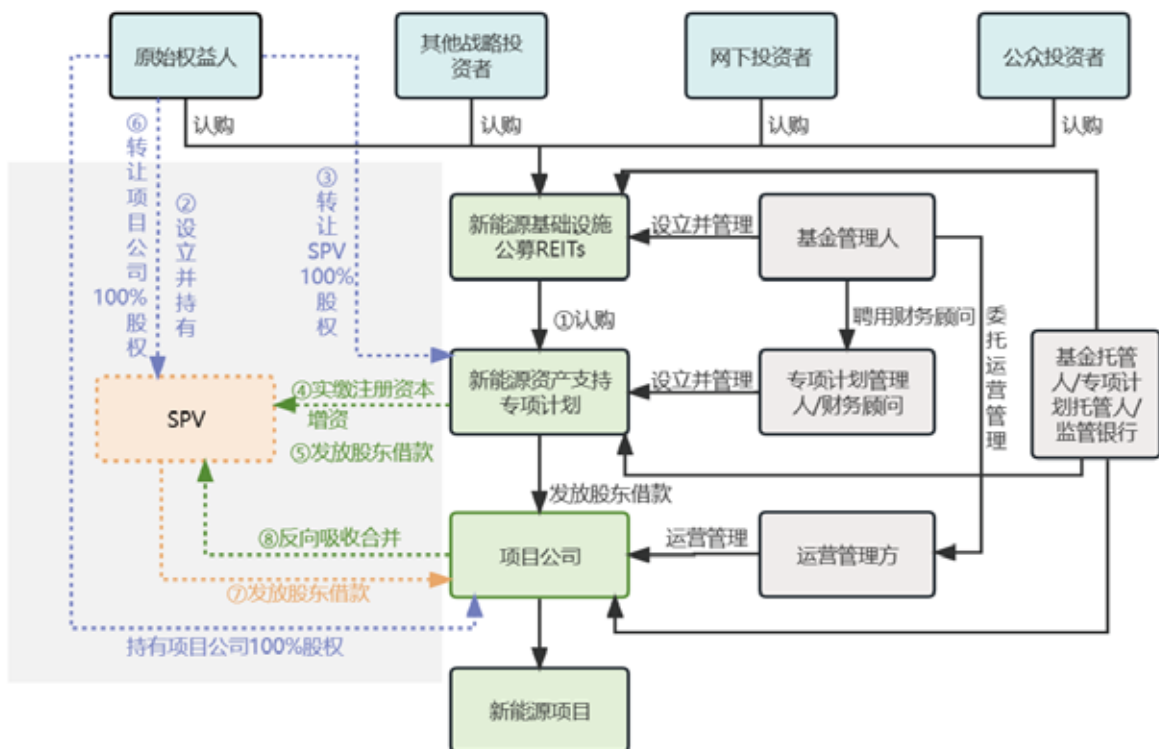 原始权益人
其他战略投
资者
网下投资者
公众投资者
认购
认购
认购
认购
⑥转让项目公司100%股权
②设立并持有
③转让SPV100%股权
新能源基础设施
公募REITs
设立并管理
基金管理人
①认购
聘用财务顾问
委托运营管理
新能源资产支持
专项计划
设立并管理
专项计划管理
人/财务顾问
基金托管
人/专项计
划托管人/
监管银行
SPV
④实缴注册资本
增资
⑤发放股东借款
发放股东借款
⑧反向吸收合并
项目公司
运营管理
运营管理方
⑦发放股东借款
持有项目公司100%股权
新能源项目